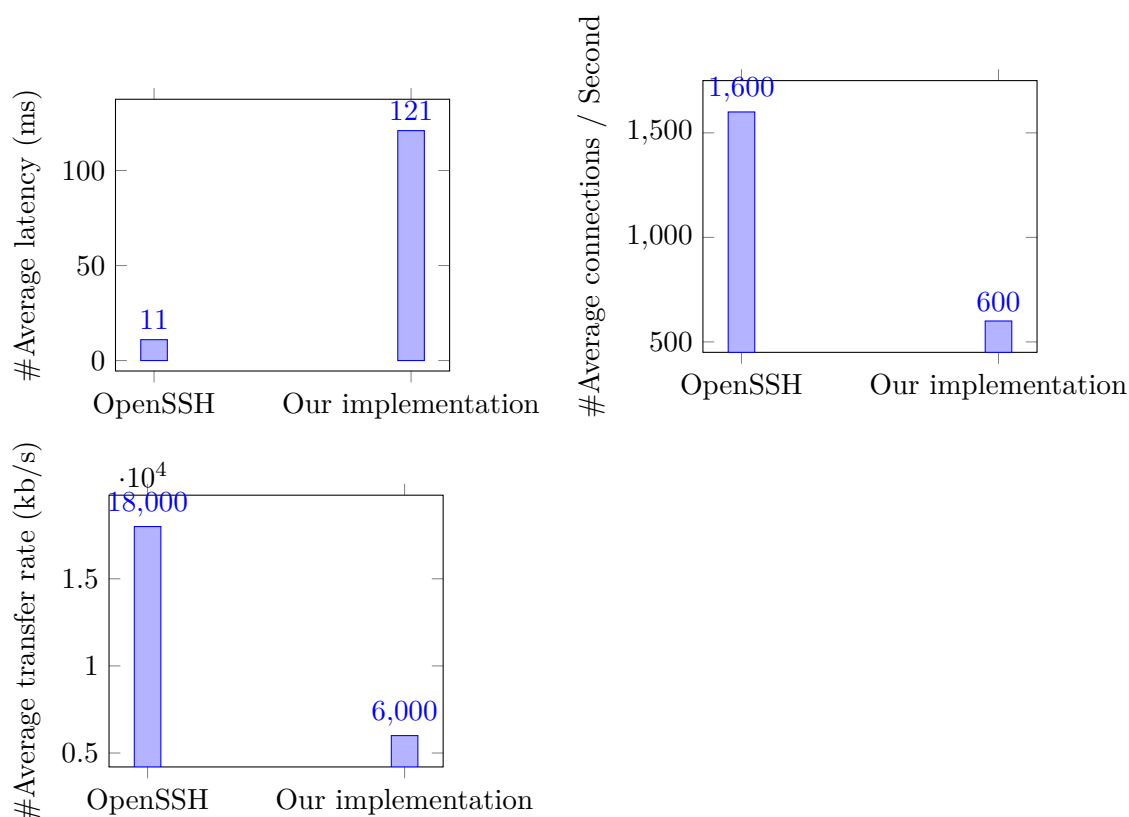 #Average latency (ms)
100
50
0
11
121
OpenSSH
Our implementation
#Average connections / Second
1,500
1,000
500
1,600
600
OpenSSH
Our implementation
#Average transfer rate (kb/s)
·10⁴
1.5
1
0.5
18,000
6,000
OpenSSH
Our implementation